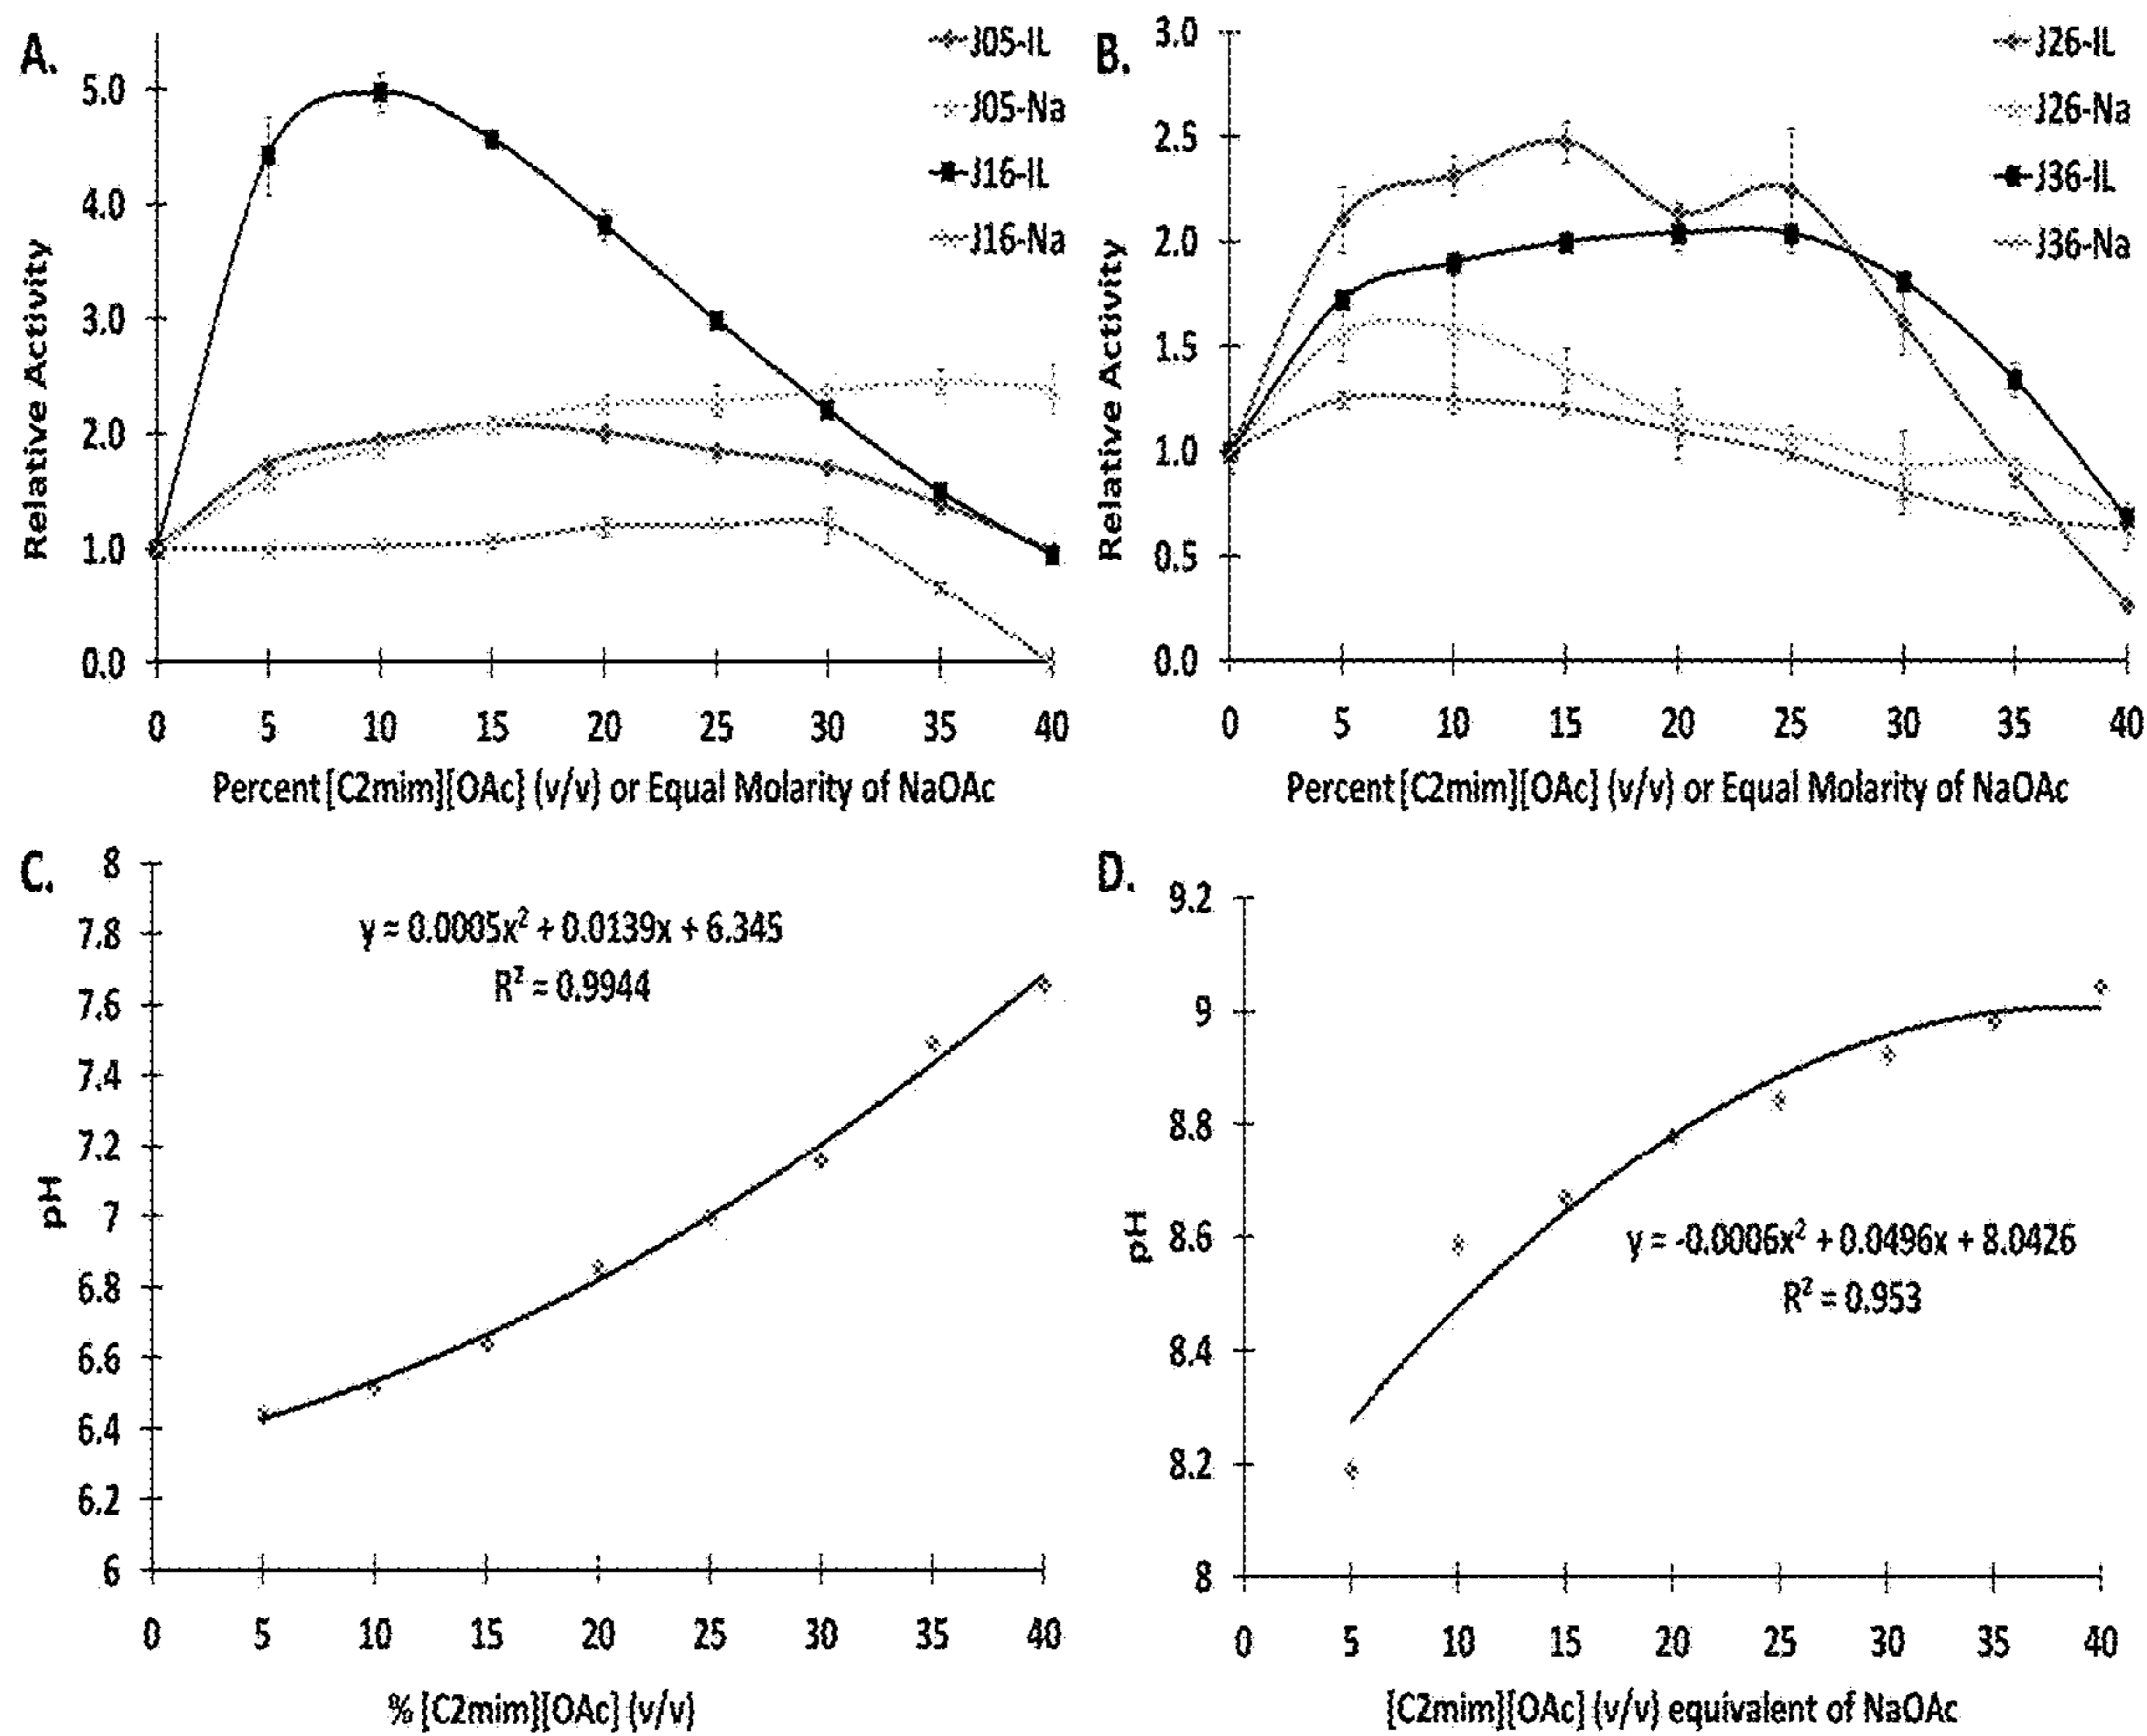 A.
Relative Activity
5.0
4.0
3.0
2.0
1.0
0.0
0 5 10 15 20 25 30 35 40
Percent [C2mim][OAc] (v/v) or Equal Molarity of NaOAc
J05-IL
J05-Na
J16-IL
J16-Na
B.
Relative Activity
3.0
2.5
2.0
1.5
1.0
0.5
0.0
0 5 10 15 20 25 30 35 40
Percent [C2mim][OAc] (v/v) or Equal Molarity of NaOAc
J26-IL
J26-Na
J36-IL
J36-Na
C.
pH
8
7.8
7.6
7.4
7.2
7
6.8
6.6
6.4
6.2
6
y = 0.0005x² + 0.0139x + 6.345
R² = 0.9944
0 5 10 15 20 25 30 35 40
% [C2mim][OAc] (v/v)
D.
pH
9.2
9
8.8
8.6
8.4
8.2
8
y = -0.0006x² + 0.0496x + 8.0426
R² = 0.953
0 5 10 15 20 25 30 35 40
[C2mim][OAc] (v/v) equivalent of NaOAc